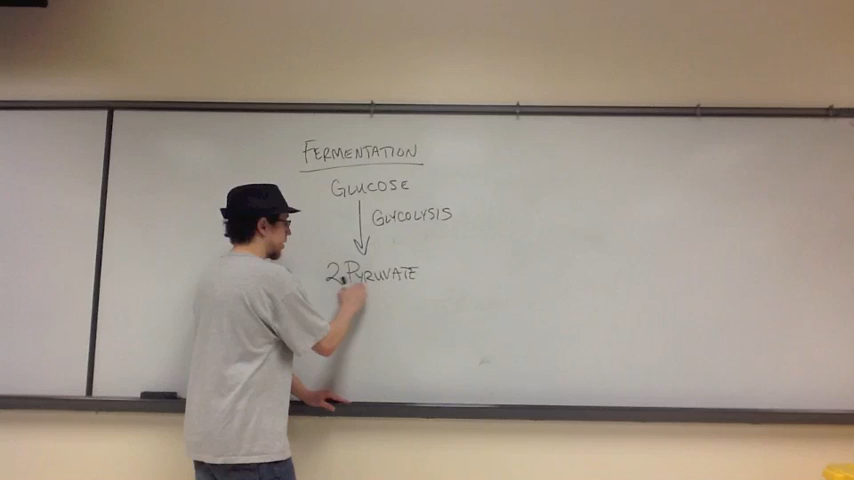 FERMENTATION
GLUCOSE
GLYCOLYSIS
2 PYRUVATE